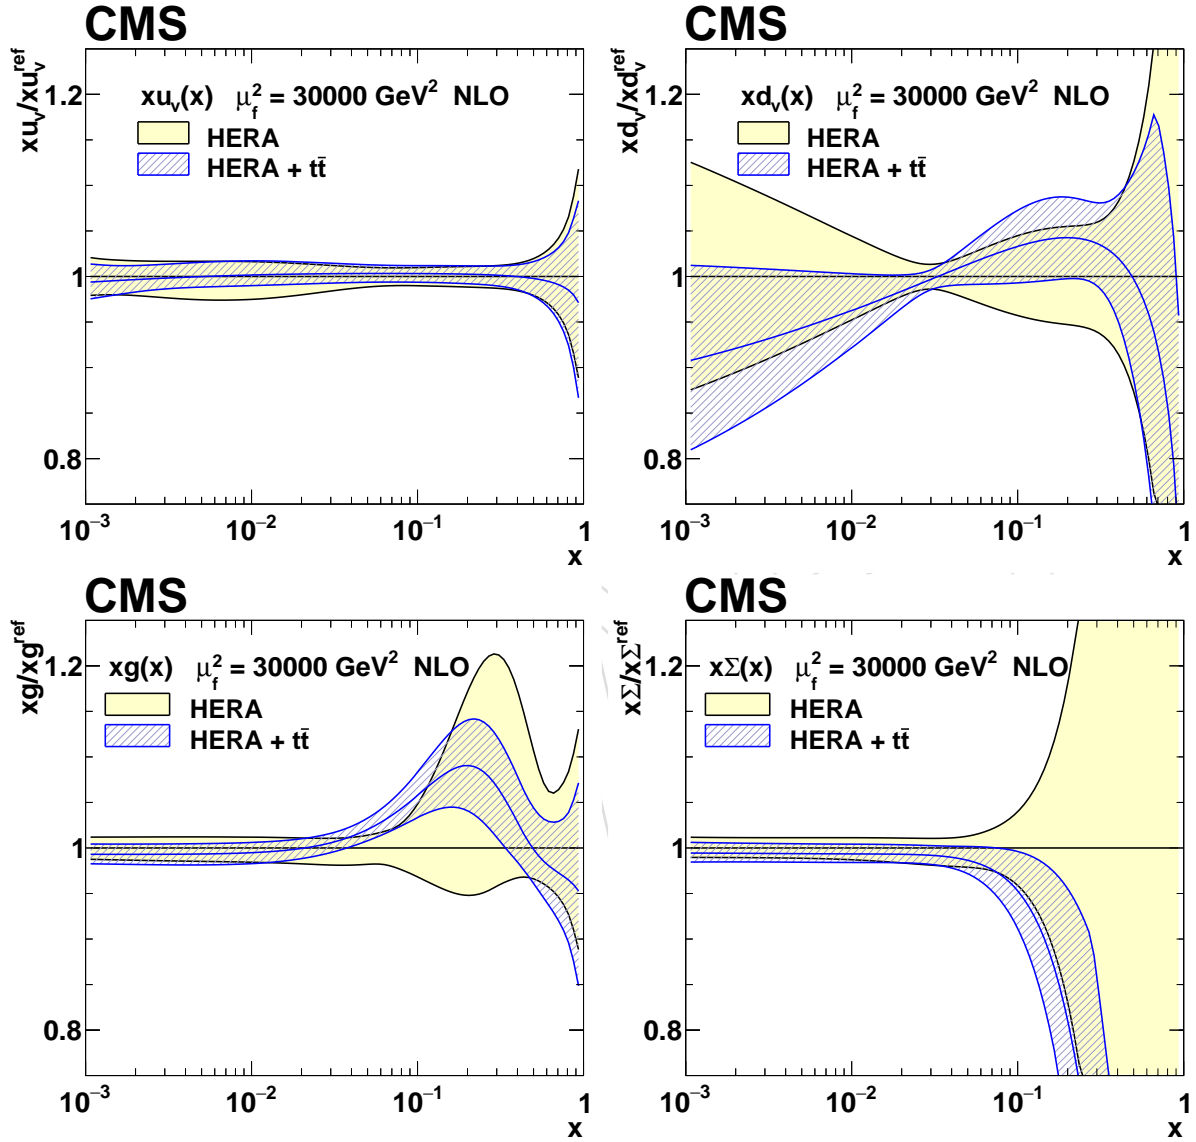 CMS
xu_v/xu_v^ref
xu_v(x) μ_f^2 = 30000 GeV^2 NLO
HERA
HERA + tt̄
1.2
1
0.8
10^−3
10^−2
10^−1
1
x
CMS
xd_v/xd_v^ref
xd_v(x) μ_f^2 = 30000 GeV^2 NLO
HERA
HERA + tt̄
1.2
1
0.8
10^−3
10^−2
10^−1
1
x
CMS
xg/xg^ref
xg(x) μ_f^2 = 30000 GeV^2 NLO
HERA
HERA + tt̄
1.2
1
0.8
10^−3
10^−2
10^−1
1
x
CMS
xΣ/xΣ^ref
xΣ(x) μ_f^2 = 30000 GeV^2 NLO
HERA
HERA + tt̄
1.2
1
0.8
10^−3
10^−2
10^−1
1
x